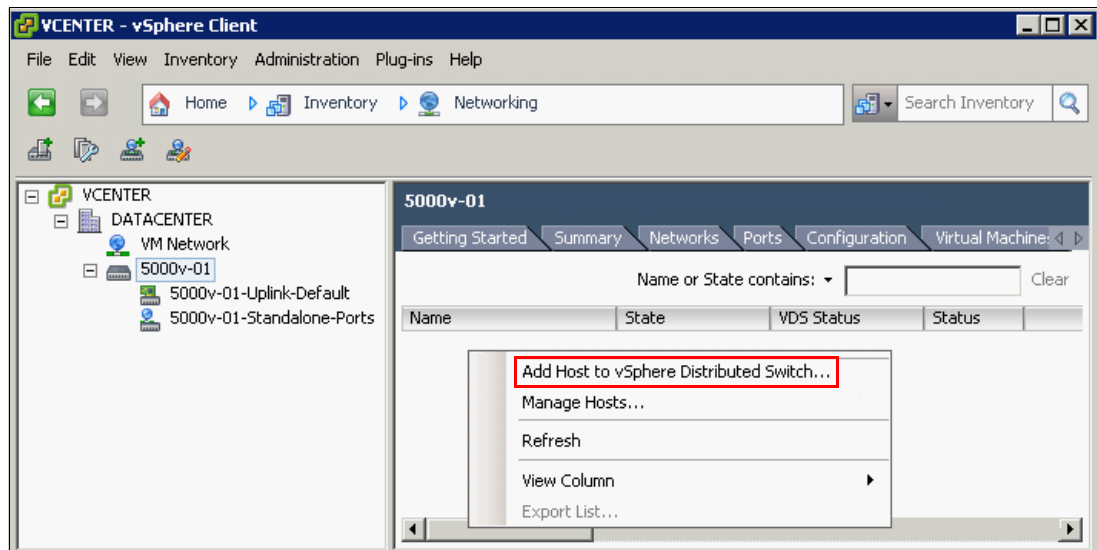 VCENTER - vSphere Client
File Edit View Inventory Administration Plug-ins Help
Home Inventory Networking Search Inventory
VCENTER
DATACENTER
VM Network
5000v-01
5000v-01-Uplink-Default
5000v-01-Standalone-Ports
5000v-01
Getting Started Summary Networks Ports Configuration Virtual Machines
Name or State contains: Clear
Name State VDS Status Status
Add Host to vSphere Distributed Switch...
Manage Hosts...
Refresh
View Column
Export List...